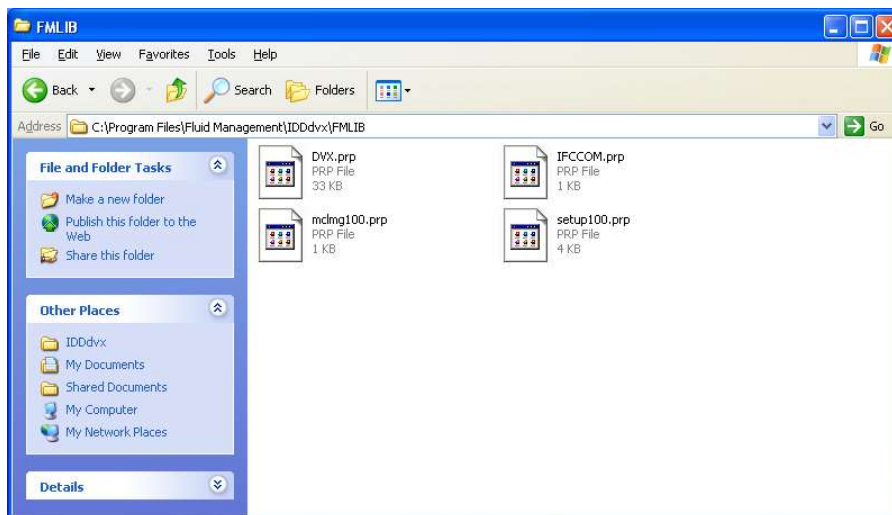 FMLIB
File Edit View Favorites Tools Help
Back Search Folders
Address C:\Program Files\Fluid Management\IDDdvx\FMLIB Go
File and Folder Tasks
Make a new folder
Publish this folder to the
Web
Share this folder
Other Places
IDDdvx
My Documents
Shared Documents
My Computer
My Network Places
Details
DVX.prp
PRP File
33 KB
IFCCOM.prp
PRP File
1 KB
mclmg100.prp
PRP File
1 KB
setup100.prp
PRP File
4 KB